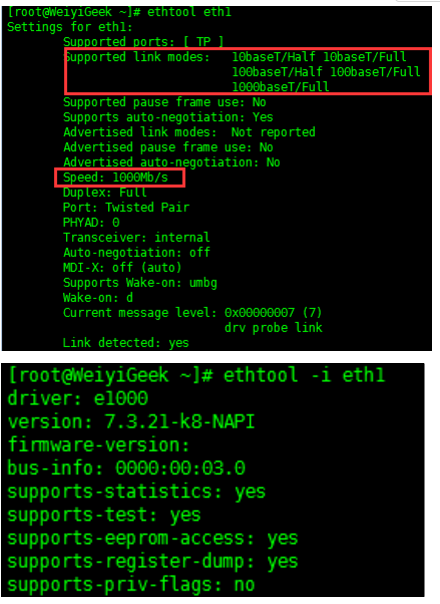 [root@WeiyiGeek ~]# ethtool eth1
Settings for eth1:
Supported ports: [ TP ]
Supported link modes: 10baseT/Half 10baseT/Full
100baseT/Half 100baseT/Full
1000baseT/Full
Supported pause frame use: No
Supports auto-negotiation: Yes
Advertised link modes: Not reported
Advertised pause frame use: No
Advertised auto-negotiation: No
Speed: 1000Mb/s
Duplex: Full
Port: Twisted Pair
PHYAD: 0
Transceiver: internal
Auto-negotiation: off
MDI-X: off (auto)
Supports Wake-on: umbg
Wake-on: d
Current message level: 0x00000007 (7)
drv probe link
Link detected: yes
[root@WeiyiGeek ~]# ethtool -i eth1
driver: e1000
version: 7.3.21-k8-NAPI
firmware-version:
bus-info: 0000:00:03.0
supports-statistics: yes
supports-test: yes
supports-eeprom-access: yes
supports-register-dump: yes
supports-priv-flags: no